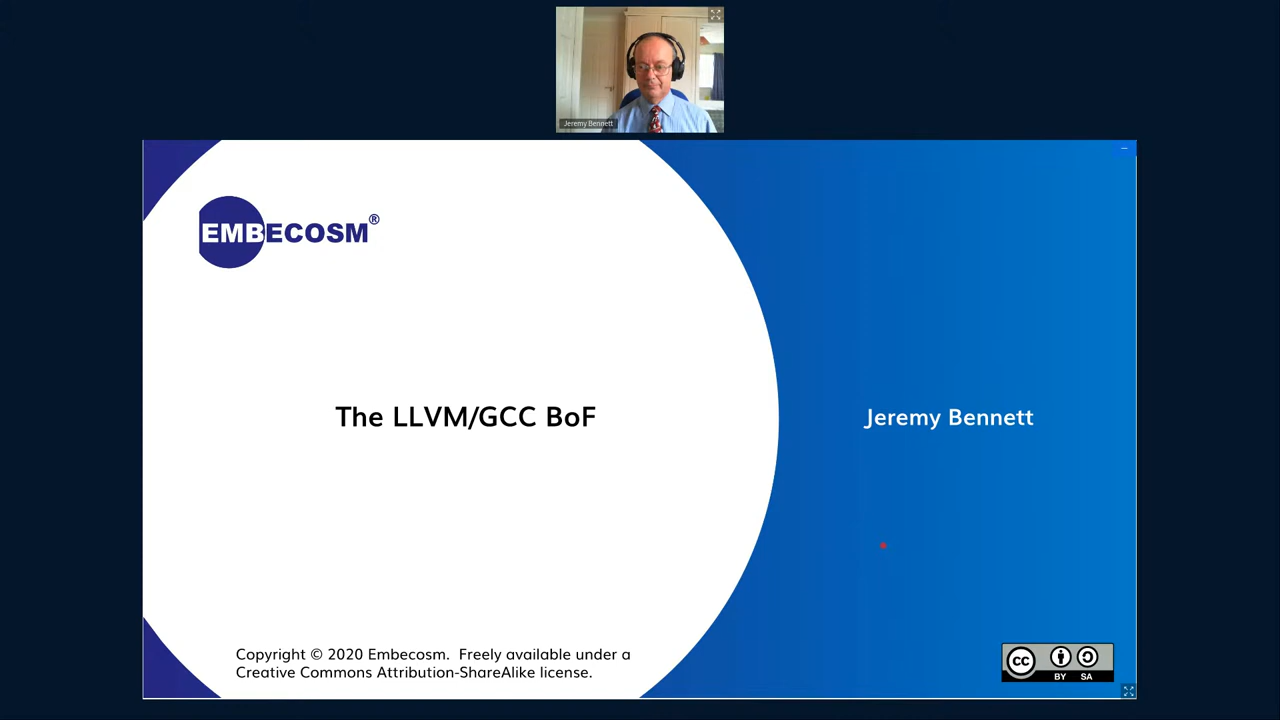 Jeremy Bennett
EMBECOSM®
The LLVM/GCC BoF
Jeremy Bennett
Copyright © 2020 Embecosm. Freely available under a
Creative Commons Attribution-ShareAlike license.
CC
BY SA